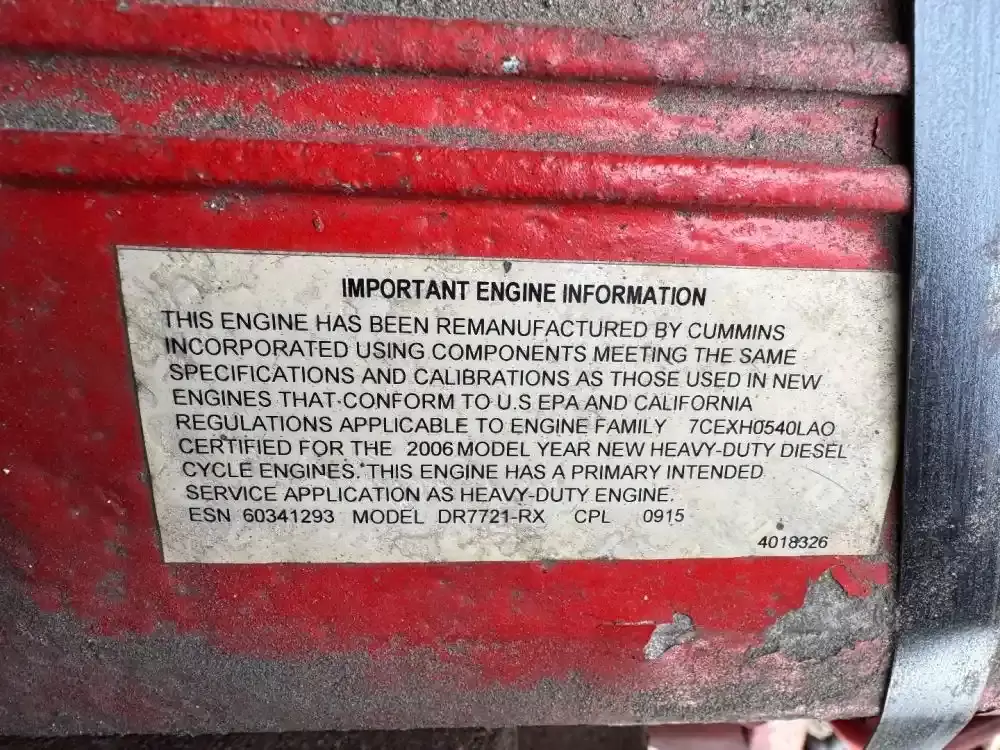 IMPORTANT ENGINE INFORMATION
THIS ENGINE HAS BEEN REMANUFACTURED BY CUMMINS
INCORPORATED USING COMPONENTS MEETING THE SAME
SPECIFICATIONS AND CALIBRATIONS AS THOSE USED IN NEW
ENGINES THAT CONFORM TO U.S EPA AND CALIFORNIA
REGULATIONS APPLICABLE TO ENGINE FAMILY 7CEXH0540LAO
CERTIFIED FOR THE 2006 MODEL YEAR NEW HEAVY-DUTY DIESEL
CYCLE ENGINES. THIS ENGINE HAS A PRIMARY INTENDED
SERVICE APPLICATION AS HEAVY-DUTY ENGINE.
ESN 60341293 MODEL DR7721-RX CPL 0915
4018326